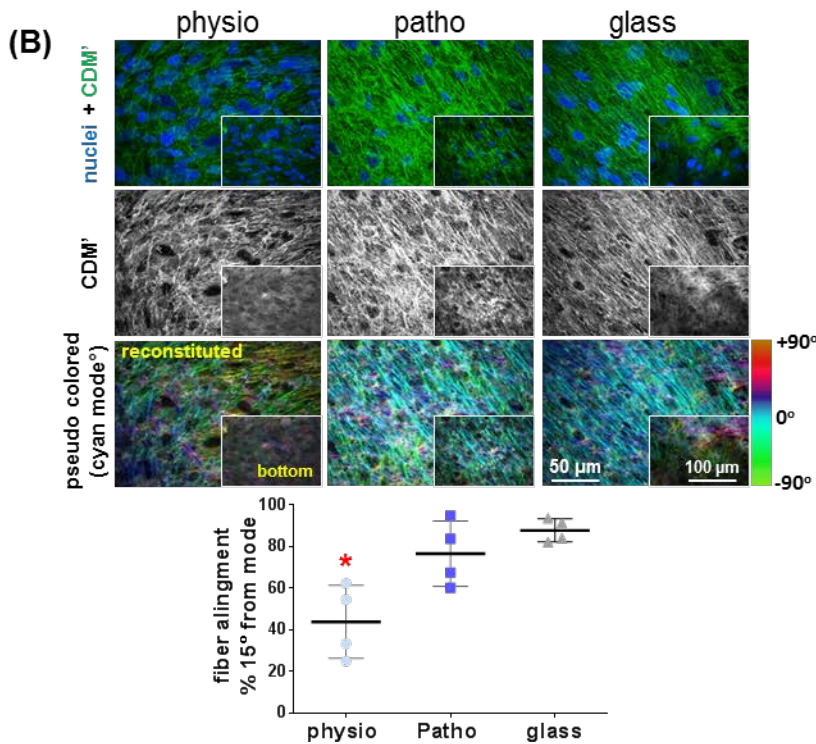 (B)
physio patho glass
nuclei + CDM'
CDM'
pseudo colored
(cyan mode°)
reconstituted
bottom
50 µm
100 µm
+90°
0°
-90°
fiber alingment
% 15° from mode
100
80
60
40
20
0
*
physio Patho glass